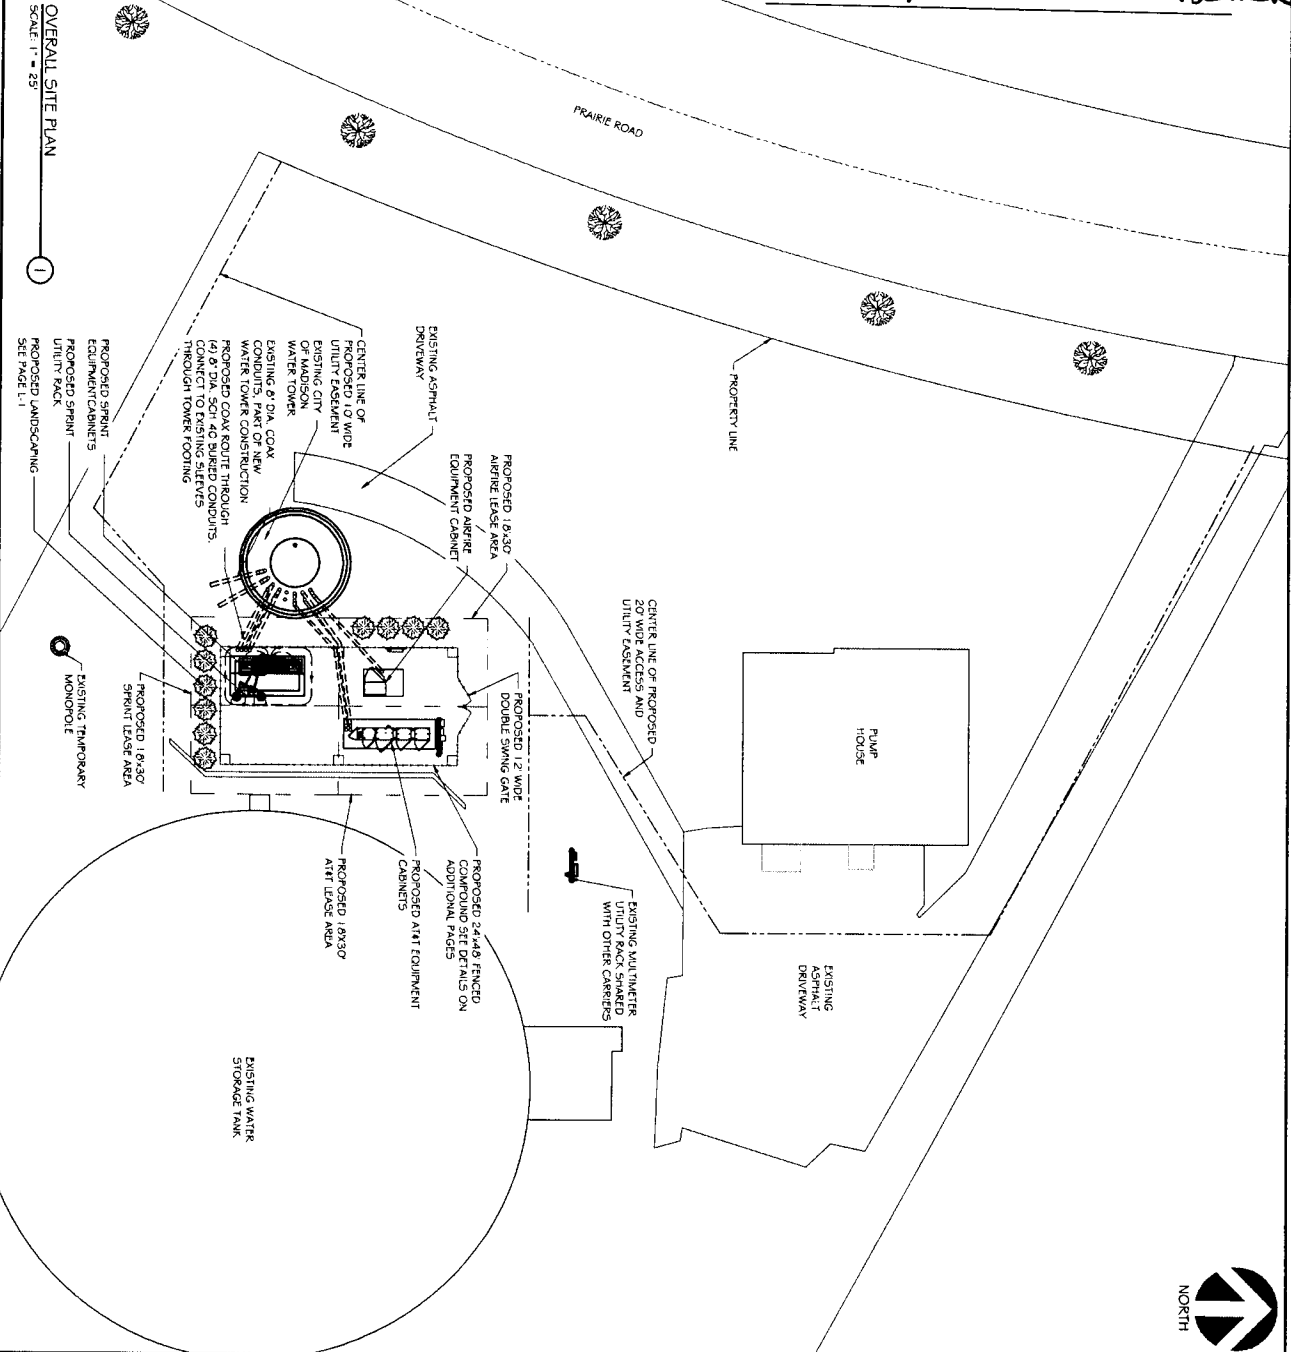 OVERALL SITE PLAN
SCALE: 1" = 25'
1
PRAIRIE ROAD
PROPERTY LINE
EXISTING ASPHALT
DRIVEWAY
CENTER LINE OF
PROPOSED 10' WIDE
UTILITY EASEMENT
EXISTING CITY
OF MADISON
WATER TOWER
EXISTING 8" DIA. COAX
CONDUITS, PART OF NEW
WATER TOWER CONSTRUCTION
PROPOSED COAX ROUTE THROUGH
(4) 8" DIA. SCH 40 BURIED CONDUITS.
CONNECT TO EXISTING SLEEVES
THROUGH TOWER FOOTING
PROPOSED SPRINT
EQUIPMENTCABINETS
PROPOSED SPRINT
UTILITY RACK
PROPOSED LANDSCAPING
SEE PAGE L-1
PROPOSED 18'x30'
AIRFIRE LEASE AREA
PROPOSED AIRFIRE
EQUIPMENT CABINET
CENTER LINE OF PROPOSED
20' WIDE ACCESS AND
UTILITY EASEMENT
PUMP
HOUSE
PROPOSED 12' WIDE
DOUBLE SWING GATE
PROPOSED 18'x30'
SPRINT LEASE AREA
EXISTING TEMPORARY
MONOPOLE
PROPOSED 24'x48' FENCED
COMPOUND SEE DETAILS ON
ADDITIONAL PAGES
PROPOSED AT&T EQUIPMENT
CABINETS
PROPOSED 18'X30'
AT&T LEASE AREA
EXISTING MULTIMETER
UTILITY RACK SHARED
WITH OTHER CARRIERS
EXISTING
ASPHALT
DRIVEWAY
EXISTING WATER
STORAGE TANK
NORTH